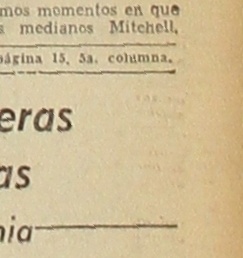 mos momentos en que
s medianos Mitchell,
página 15, 5a. columna.
eras
as
nia